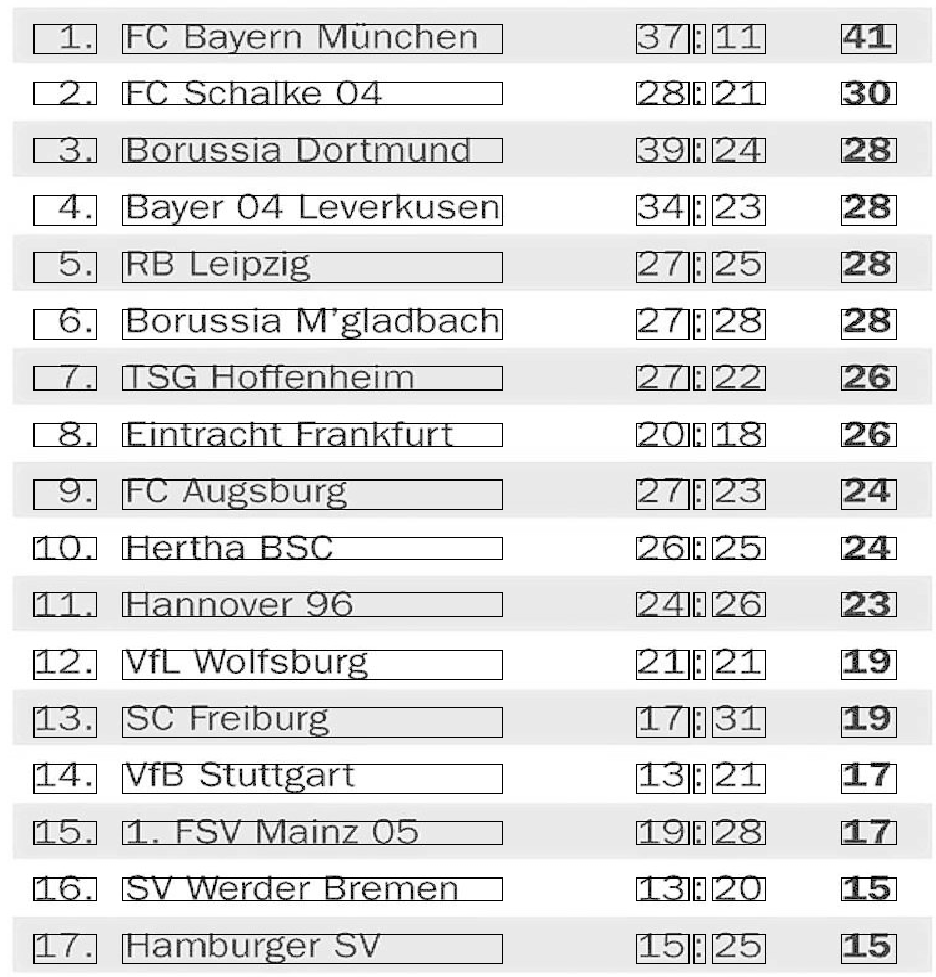 1. FC Bayern München 37:11 41
2. FC Schalke 04 28:21 30
3. Borussia Dortmund 39:24 28
4. Bayer 04 Leverkusen 34:23 28
5. RB Leipzig 27:25 28
6. Borussia M'gladbach 27:28 28
7. TSG Hoffenheim 27:22 26
8. Eintracht Frankfurt 20:18 26
9. FC Augsburg 27:23 24
10. Hertha BSC 26:25 24
11. Hannover 96 24:26 23
12. VfL Wolfsburg 21:21 19
13. SC Freiburg 17:31 19
14. VfB Stuttgart 13:21 17
15. 1. FSV Mainz 05 19:28 17
16. SV Werder Bremen 13:20 15
17. Hamburger SV 15:25 15